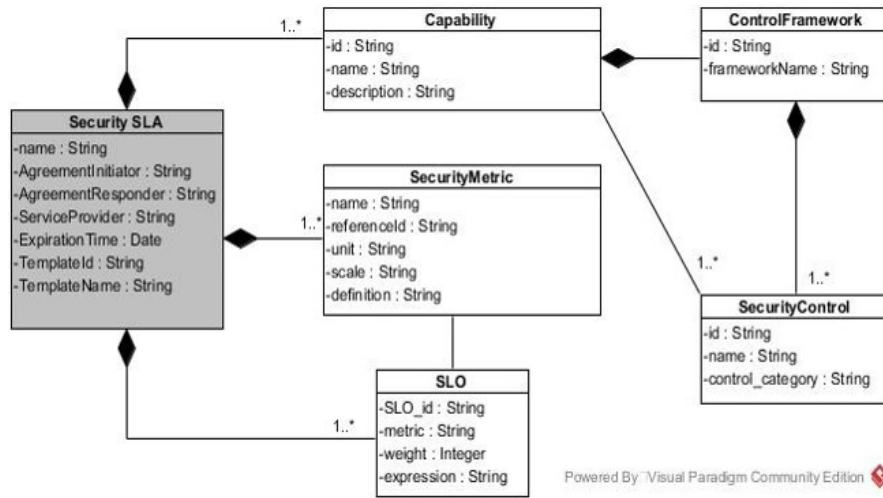 Capability
-id : String
-name : String
-description : String
1..*
ControlFramework
-id : String
-frameworkName : String
Security SLA
-name : String
-AgreementInitiator : String
-AgreementResponder : String
-ServiceProvider : String
-ExpirationTime : Date
-TemplateId : String
-TemplateName : String
SecurityMetric
-name : String
-referenceId : String
-unit : String
-scale : String
-definition : String
1..*
1..*
1..*
SecurityControl
-id : String
-name : String
-control_category : String
SLO
-SLO_id : String
-metric : String
-weight : Integer
-expression : String
1..*
Powered By Visual Paradigm Community Edition